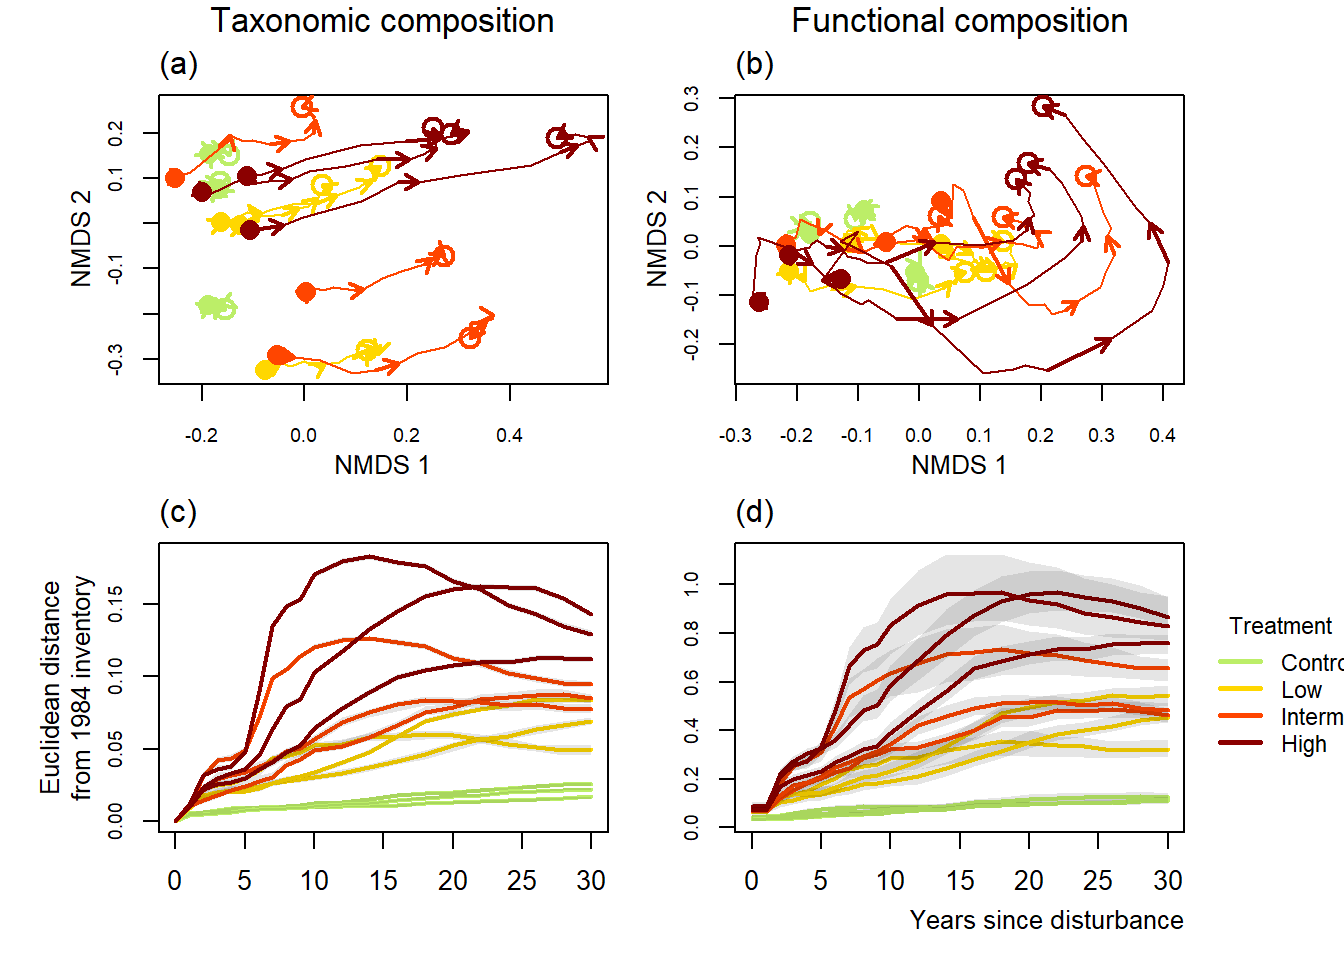 Taxonomic composition
Functional composition
(a)
(b)
NMDS 2
0.2
0.1
-0.1
-0.3
-0.2
0.0
0.2
0.4
NMDS 1
NMDS 2
0.3
0.2
0.1
0.0
-0.1
-0.2
-0.3
-0.2
-0.1
0.0
0.1
0.2
0.3
0.4
NMDS 1
(c)
(d)
Euclidean distance
from 1984 inventory
0.15
0.10
0.05
0.00
0 5 10 15 20 25 30
1.0
0.8
0.6
0.4
0.2
0.0
0 5 10 15 20 25 30
Years since disturbance
Treatment
Contro
Low
Interm
High